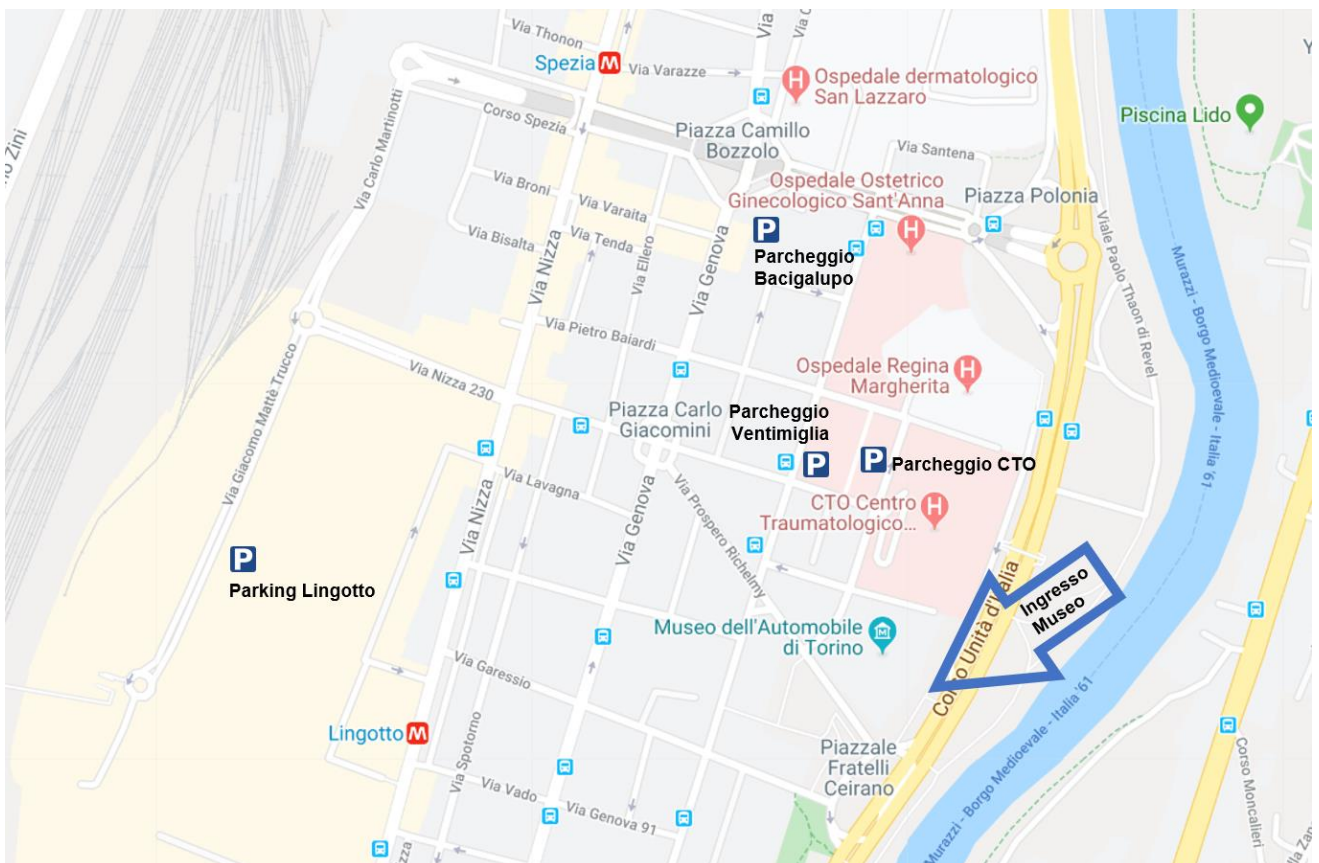 Via Thonon
Spezia M
Via Varazze
Via
Ospedale dermatologico
San Lazzaro
Piscina Lido
Corso Spezia
Via Carlo Martinotti
Piazza Camillo
Bozzolo
Via Santena
Via Broni
Via Varaita
Via Bisalta
Via Tenda
Via Ellero
Via Nizza
Via Genova
Ospedale Ostetrico
Ginecologico Sant'Anna
Piazza Polonia
P
Parcheggio
Bacigalupo
Viale Paolo Thaon di Revel
Murazzi - Borgo Medioevale - Italia '61
Via Pietro Baiardi
Via Nizza 230
Via Giacomo Mattè Trucco
Ospedale Regina
Margherita
Piazza Carlo
Giacomini
Parcheggio
Ventimiglia
P
P
Parcheggio CTO
Via Lavagna
Via Nizza
Via Genova
Via Prospero Richelmy
CTO Centro
Traumatologico...
P
Parking Lingotto
Ingresso
Museo
Museo dell'Automobile
di Torino
Corso Unità d'Italia
Via Garessio
Lingotto M
Via Spotorno
Via Vado
Via Genova 91
Piazzale
Fratelli
Ceirano
Murazzi - Borgo Medioevale - Italia '61
Corso Moncalieri